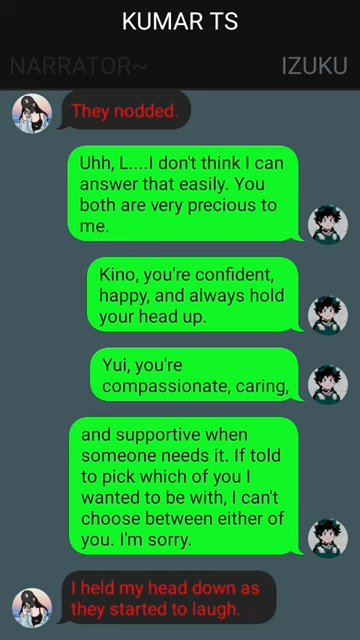 KUMAR TS
NARRATOR~ IZUKU
They nodded.
Uhh, L....I don't think I can
answer that easily. You
both are very precious to
me.
Kino, you're confident,
happy, and always hold
your head up.
Yui, you're
compassionate, caring,
and supportive when
someone needs it. If told
to pick which of you I
wanted to be with, I can't
choose between either of
you. I'm sorry.
I held my head down as
they started to laugh.